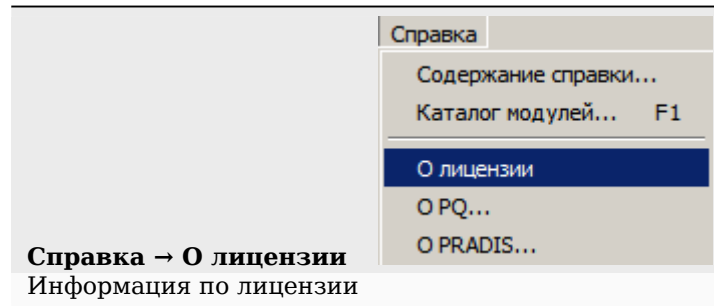 Справка
Содержание справки...
Каталог модулей... F1
О лицензии
О PQ...
О PRADIS...
Справка → О лицензии
Информация по лицензии